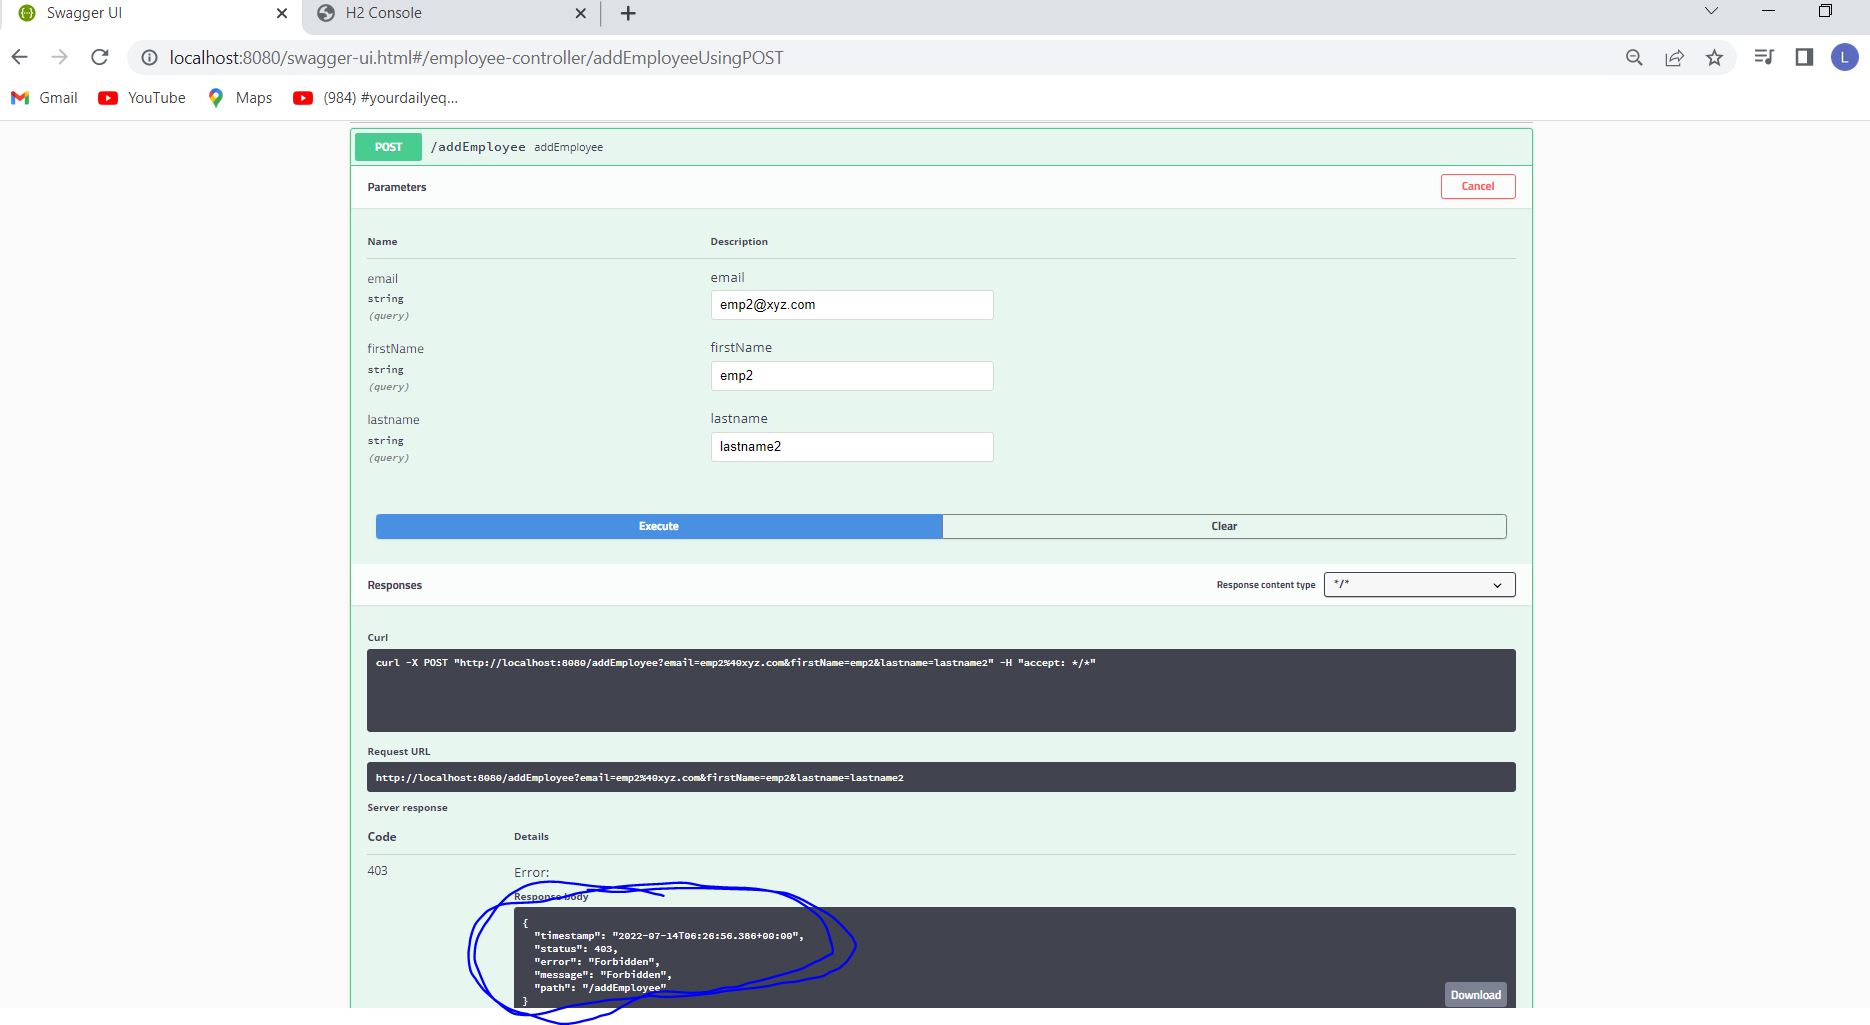 Swagger UI
H2 Console
localhost:8080/swagger-ui.html#/employee-controller/addEmployeeUsingPOST
L
Gmail
YouTube
Maps
(984) #yourdailyeq...
POST /addEmployee addEmployee
Parameters
Cancel
Name Description
email
string
(query)
email
emp2@xyz.com
firstName
string
(query)
firstName
emp2
lastname
string
(query)
lastname
lastname2
Execute
Clear
Responses
Response content type */*
Curl
curl -X POST "http://localhost:8080/addEmployee?email=emp2%40xyz.com&firstName=emp2&lastname=lastname2" -H "accept: */*"
Request URL
http://localhost:8080/addEmployee?email=emp2%40xyz.com&firstName=emp2&lastname=lastname2
Server response
Code Details
403
Error:
Response body
{
"timestamp": "2022-07-14T06:26:56.386+00:00",
"status": 403,
"error": "Forbidden",
"message": "Forbidden",
"path": "/addEmployee"
}
Download